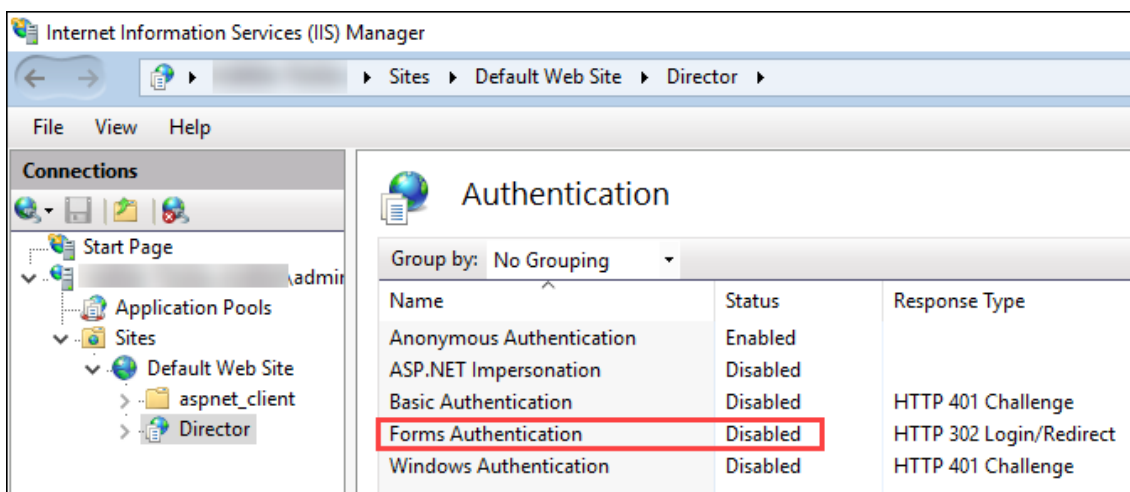 Internet Information Services (IIS) Manager
Sites Default Web Site Director
File View Help
Connections
Start Page
\admin
Application Pools
Sites
Default Web Site
aspnet_client
Director
Authentication
Group by: No Grouping
Name Status Response Type
Anonymous Authentication Enabled
ASP.NET Impersonation Disabled
Basic Authentication Disabled HTTP 401 Challenge
Forms Authentication Disabled HTTP 302 Login/Redirect
Windows Authentication Disabled HTTP 401 Challenge